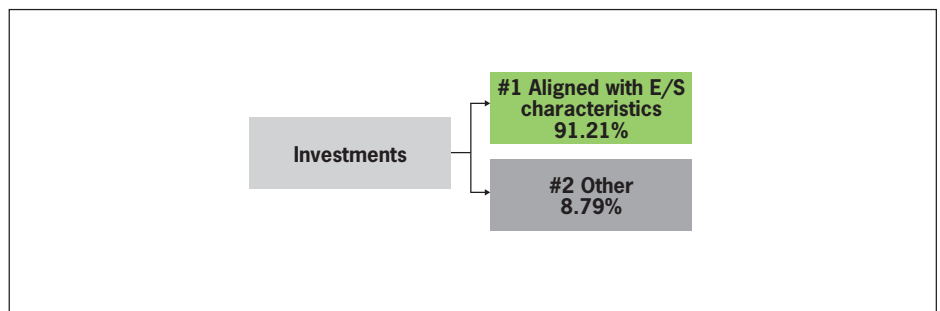 Investments
#1 Aligned with E/S
characteristics
91.21%
#2 Other
8.79%